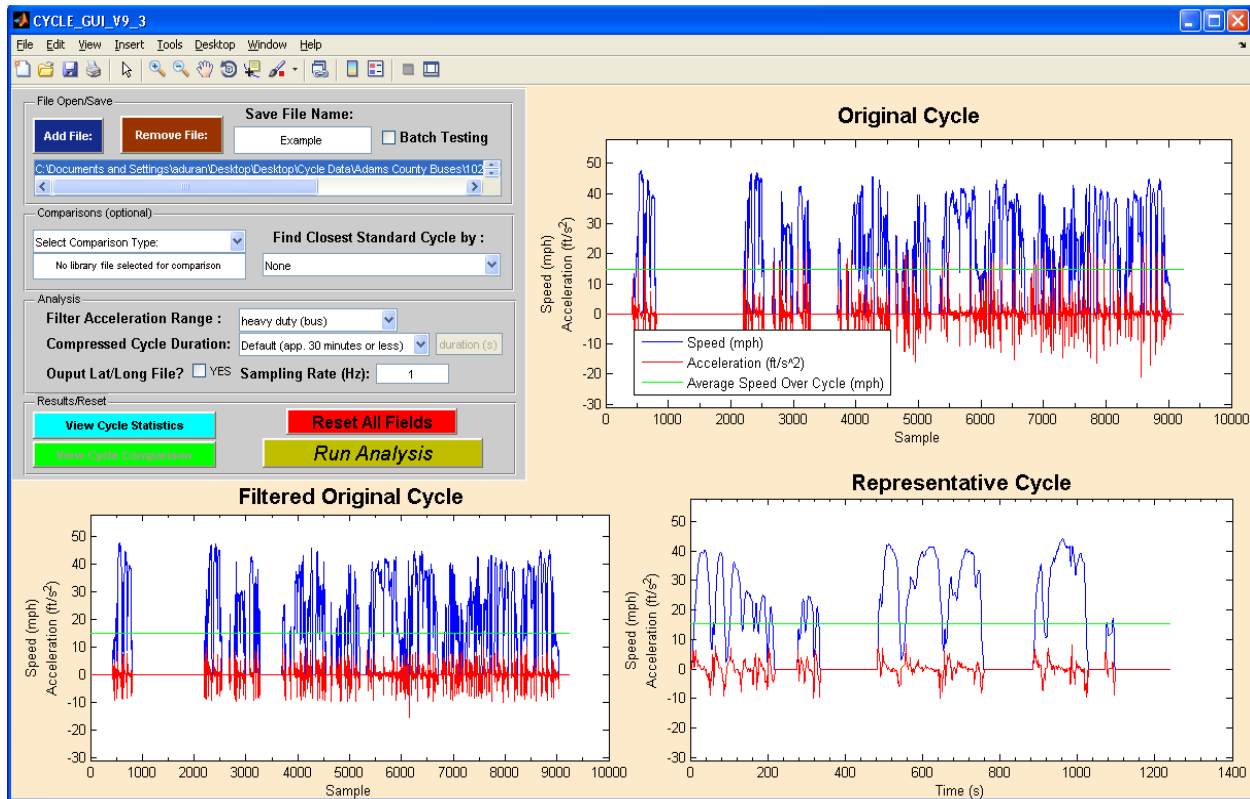 CYCLE_GUI_V9_3
File Edit View Insert Tools Desktop Window Help
File Open/Save
Save File Name:
Add File:
Remove File:
Example
Batch Testing
C:\Documents and Settings\aduran\Desktop\Desktop\Cycle Data\Adams County Buses\102
Comparisons (optional)
Select Comparison Type:
Find Closest Standard Cycle by :
No library file selected for comparison
None
Analysis
Filter Acceleration Range :
heavy duty (bus)
Compressed Cycle Duration:
Default (app. 30 minutes or less)
duration (s)
Ouput Lat/Long File?
YES
Sampling Rate (Hz):
1
Results/Reset
View Cycle Statistics
Reset All Fields
View Cycle Comparison
Run Analysis
Original Cycle
Speed (mph)
Acceleration (ft/s²)
50
40
30
20
10
0
-10
-20
-30
Speed (mph)
Acceleration (ft/s^2)
Average Speed Over Cycle (mph)
0 1000 2000 3000 4000 5000 6000 7000 8000 9000 10000
Sample
Filtered Original Cycle
Speed (mph)
Acceleration (ft/s²)
50
40
30
20
10
0
-10
-20
-30
0 1000 2000 3000 4000 5000 6000 7000 8000 9000 10000
Sample
Representative Cycle
Speed (mph)
Acceleration (ft/s²)
50
40
30
20
10
0
-10
-20
-30
0 200 400 600 800 1000 1200 1400
Time (s)